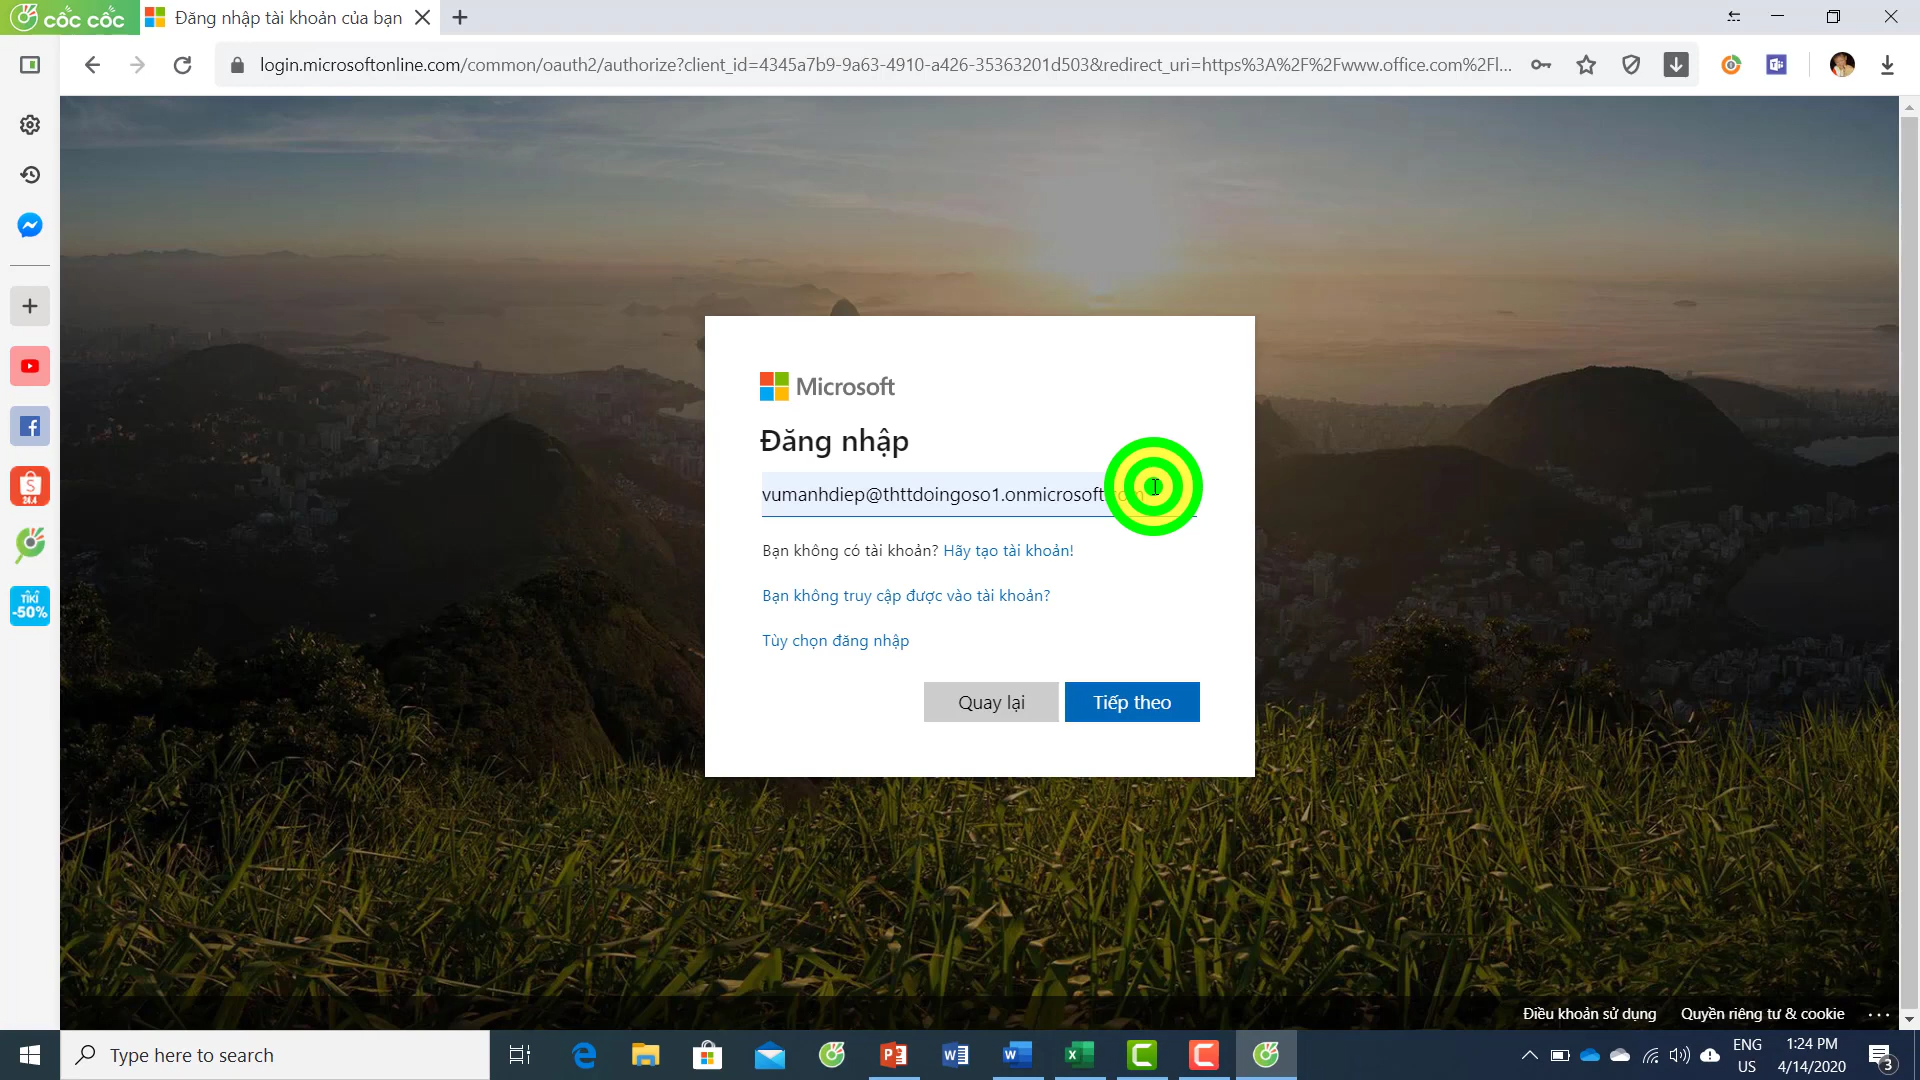 cốc cốc
Đăng nhập tài khoản của bạn
login.microsoftonline.com/common/oauth2/authorize?client_id=4345a7b9-9a63-4910-a426-35363201d503&redirect_uri=https%3A%2F%2Fwww.office.com%2Fl...
Microsoft
Đăng nhập
vumanhdiep@thttdoingoso1.onmicrosoft.com
Bạn không có tài khoản? Hãy tạo tài khoản!
Bạn không truy cập được vào tài khoản?
Tùy chọn đăng nhập
Quay lại
Tiếp theo
24.4
TIKI
-50%
Điều khoản sử dụng
Quyền riêng tư & cookie
...
Type here to search
ENG
US
1:24 PM
4/14/2020
3